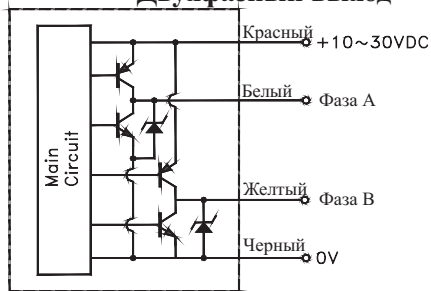 Двухфазный выход
Красный
+10~30VDC
Белый
Фаза A
Main
Circuit
Желтый
Фаза B
Черный
0V